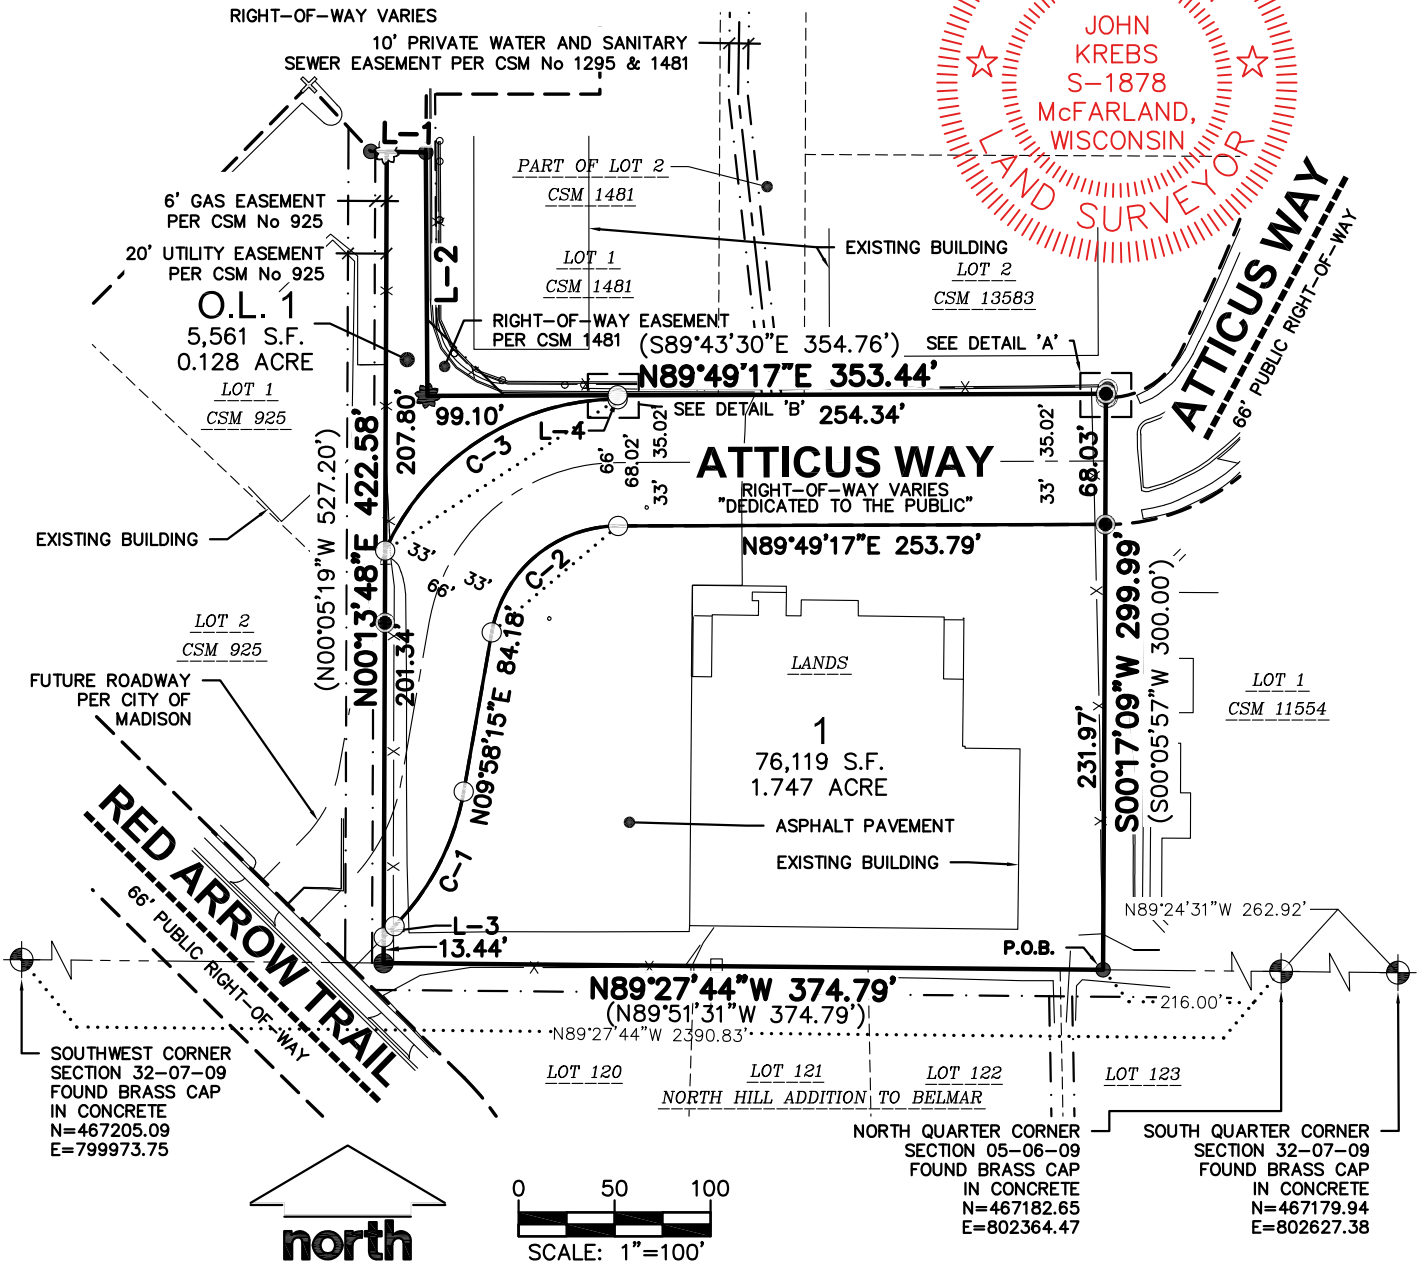 RIGHT-OF-WAY VARIES
10' PRIVATE WATER AND SANITARY
SEWER EASEMENT PER CSM No 1295 & 1481
JOHN
KREBS
S-1878
McFARLAND,
WISCONSIN
LAND SURVEYOR
L-1
PART OF LOT 2
CSM 1481
6' GAS EASEMENT
PER CSM No 925
20' UTILITY EASEMENT
PER CSM No 925
L-2
LOT 1
CSM 1481
EXISTING BUILDING
LOT 2
CSM 13583
ATTICUS WAY
66' PUBLIC RIGHT-OF-WAY
O.L. 1
5,561 S.F.
0.128 ACRE
LOT 1
CSM 925
RIGHT-OF-WAY EASEMENT
PER CSM 1481
(S89°43'30"E 354.76')
N89°49'17"E 353.44'
SEE DETAIL 'A'
SEE DETAIL 'B'
99.10'
254.34'
L-4
C-3
207.80'
N00°13'48"E 422.58'
(N00°05'19"W 527.20')
66'
68.02'
35.02'
33'
ATTICUS WAY
RIGHT-OF-WAY VARIES
"DEDICATED TO THE PUBLIC"
35.02'
33'
68.03'
EXISTING BUILDING
33'
66'
33'
C-2
N89°49'17"E 253.79'
S00°17'09"W 299.99'
(S00°05'57"W 300.00')
LOT 2
CSM 925
201.34'
N09°58'15"E 84.18'
LANDS
FUTURE ROADWAY
PER CITY OF
MADISON
1
76,119 S.F.
1.747 ACRE
231.97'
LOT 1
CSM 11554
ASPHALT PAVEMENT
EXISTING BUILDING
RED ARROW TRAIL
66' PUBLIC RIGHT-OF-WAY
C-1
L-3
13.44'
N89°24'31"W 262.92'
P.O.B.
N89°27'44"W 374.79'
(N89°51'31"W 374.79')
N89°27'44"W 2390.83'
216.00'
SOUTHWEST CORNER
SECTION 32-07-09
FOUND BRASS CAP
IN CONCRETE
N=467205.09
E=799973.75
LOT 120
LOT 121
LOT 122
LOT 123
NORTH HILL ADDITION TO BELMAR
NORTH QUARTER CORNER
SECTION 05-06-09
FOUND BRASS CAP
IN CONCRETE
N=467182.65
E=802364.47
SOUTH QUARTER CORNER
SECTION 32-07-09
FOUND BRASS CAP
IN CONCRETE
N=467179.94
E=802627.38
north
0 50 100
SCALE: 1"=100'